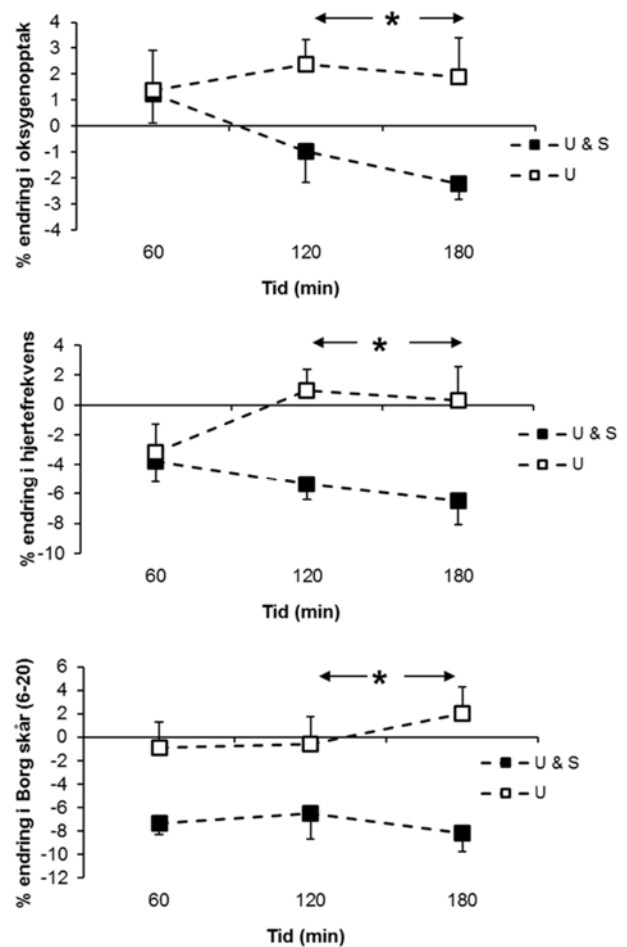 % endring i oksygenopptak
4
3
2
1
0
-1
-2
-3
-4
*
U & S
U
60 120 180
Tid (min)
% endring i hjertefrekvens
4
2
0
-2
-4
-6
-8
-10
*
U & S
U
60 120 180
Tid (min)
% endring i Borg skår (6-20)
6
4
2
0
-2
-4
-6
-8
-10
-12
*
U & S
U
60 120 180
Tid (min)